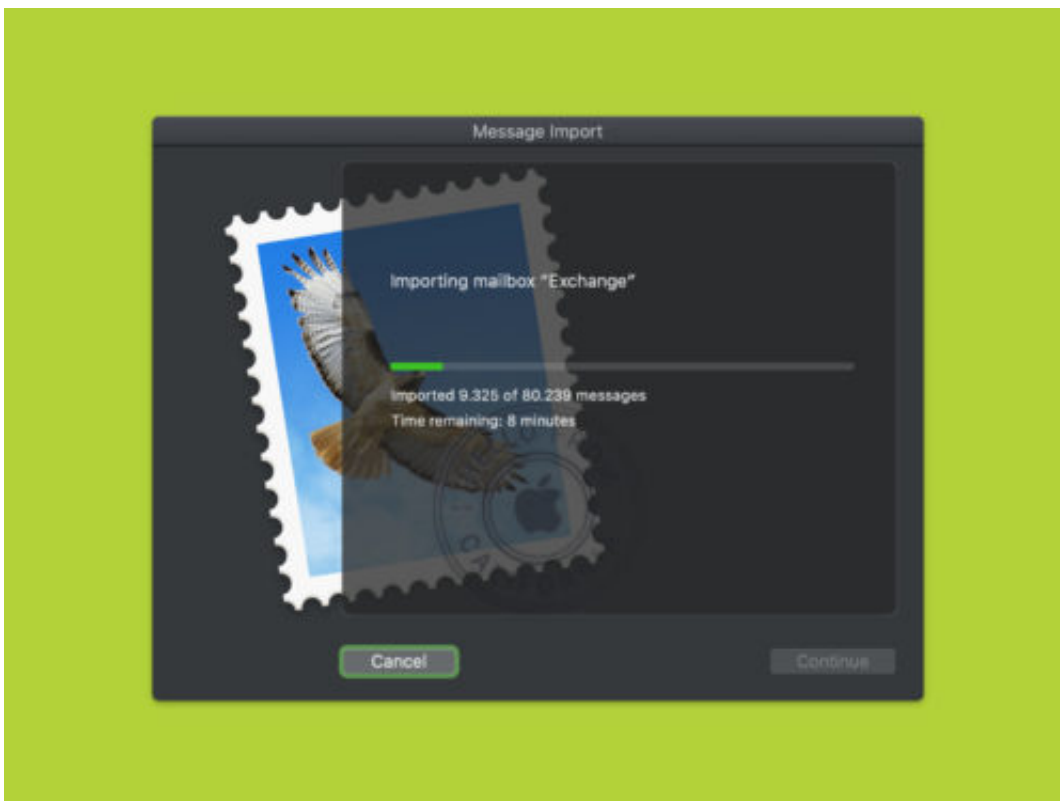 Message Import
Importing mailbox "Exchange"
Imported 9.325 of 80.239 messages
Time remaining: 8 minutes
Cancel
Continue